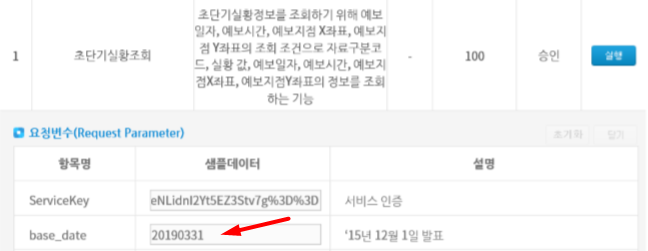 1
초단기실황조회
초단기실황정보를 조회하기 위해 예보
일자, 예보시간, 예보지점 X좌표, 예보지
점 Y좌표의 조회 조건으로 자료구분코
드, 실황 값, 예보일자, 예보시간, 예보지
점X좌표, 예보지점Y좌표의 정보를 조회
하는 기능
-
100
승인
실행
요청변수(Request Parameter)
초기화
닫기
항목명
샘플데이터
설명
ServiceKey
eNLidnI2Yt5EZ3Stv7g%3D%3D
서비스 인증
base_date
20190331
'15년 12월 1일 발표